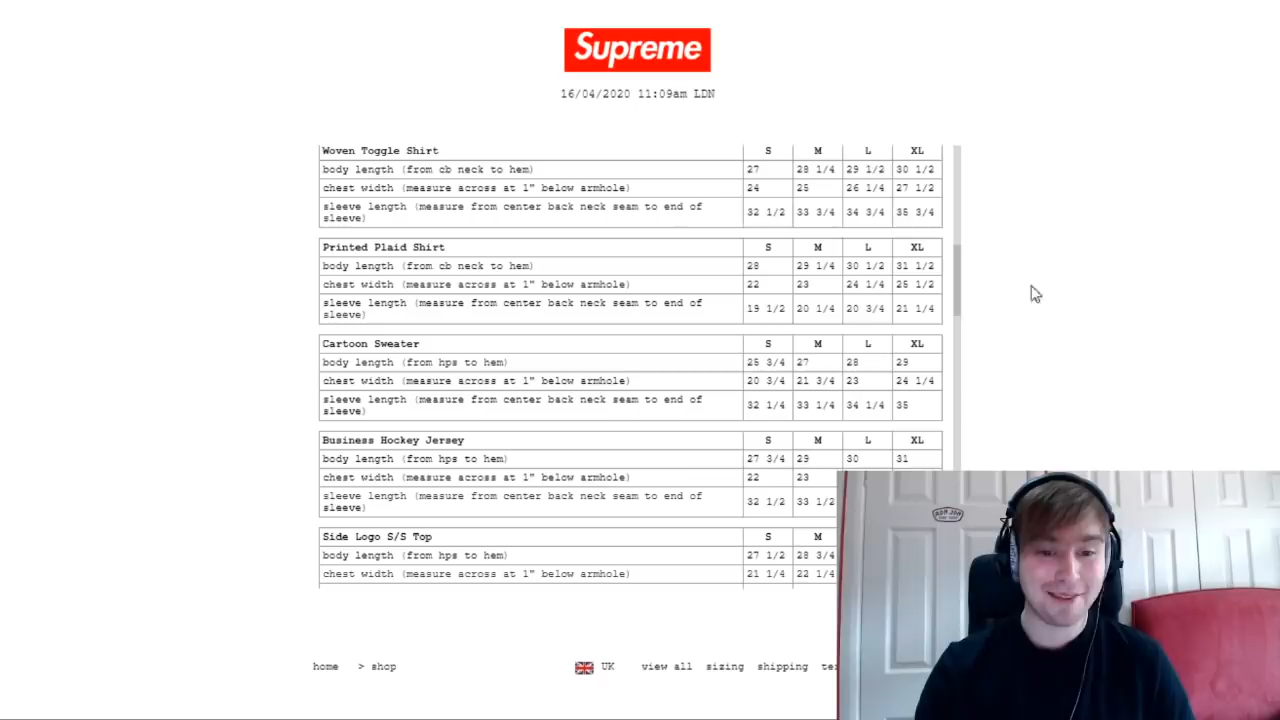 Supreme
16/04/2020 11:09am LDN
Woven Toggle Shirt S M L XL
body length (from cb neck to hem) 27 28 1/4 29 1/2 30 1/2
chest width (measure across at 1" below armhole) 24 25 26 1/4 27 1/2
sleeve length (measure from center back neck seam to end of
sleeve) 32 1/2 33 3/4 34 3/4 35 3/4
Printed Plaid Shirt S M L XL
body length (from cb neck to hem) 28 29 1/4 30 1/2 31 1/2
chest width (measure across at 1" below armhole) 22 23 24 1/4 25 1/2
sleeve length (measure from center back neck seam to end of
sleeve) 19 1/2 20 1/4 20 3/4 21 1/4
Cartoon Sweater S M L XL
body length (from hps to hem) 25 3/4 27 28 29
chest width (measure across at 1" below armhole) 20 3/4 21 3/4 23 24 1/4
sleeve length (measure from center back neck seam to end of
sleeve) 32 1/4 33 1/4 34 1/4 35
Business Hockey Jersey S M L XL
body length (from hps to hem) 27 3/4 29 30 31
chest width (measure across at 1" below armhole) 22 23
sleeve length (measure from center back neck seam to end of
sleeve) 32 1/2 33 1/2
Side Logo S/S Top S M
body length (from hps to hem) 27 1/2 28 3/4
chest width (measure across at 1" below armhole) 21 1/4 22 1/4
RON JON
home > shop UK view all sizing shipping te